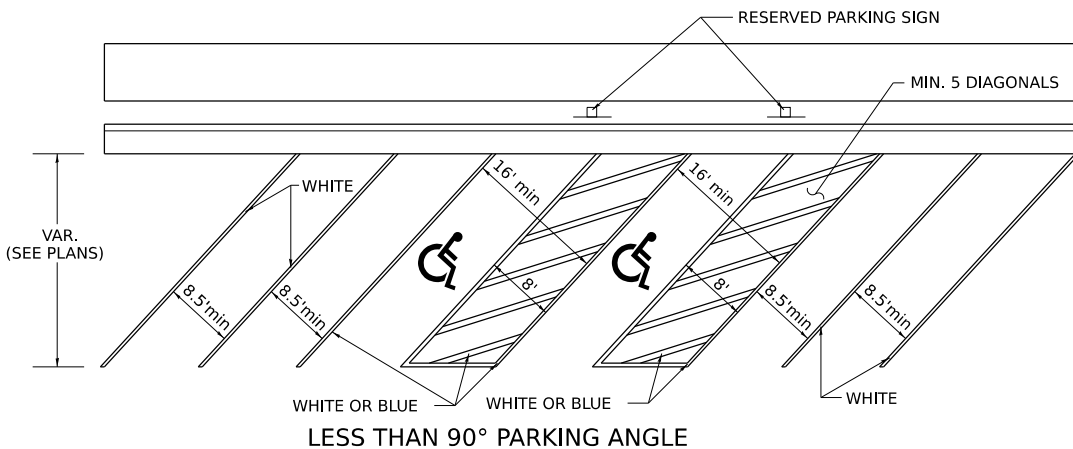 RESERVED PARKING SIGN
MIN. 5 DIAGONALS
16' min
16' min
WHITE
VAR.
(SEE PLANS)
8.5'min
8.5'min
8'
8'
8.5'min
8.5'min
WHITE OR BLUE
WHITE OR BLUE
WHITE
LESS THAN 90° PARKING ANGLE